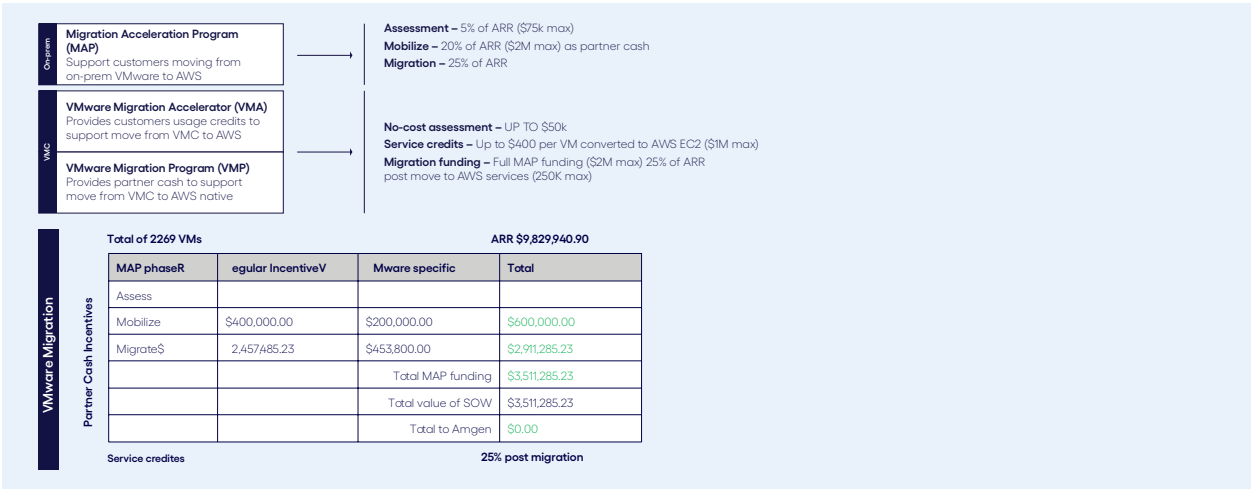 On-prem
Migration Acceleration Program
(MAP)
Support customers moving from
on-prem VMware to AWS
Assessment – 5% of ARR ($75k max)
Mobilize – 20% of ARR ($2M max) as partner cash
Migration – 25% of ARR
VMC
VMware Migration Accelerator (VMA)
Provides customers usage credits to
support move from VMC to AWS
VMware Migration Program (VMP)
Provides partner cash to support
move from VMC to AWS native
No-cost assessment – UP TO $50k
Service credits – Up to $400 per VM converted to AWS EC2 ($1M max)
Migration funding – Full MAP funding ($2M max) 25% of ARR
post move to AWS services (250K max)
VMware Migration
Partner Cash Incentives
Total of 2269 VMs ARR $9,829,940.90
MAP phaseR egular IncentiveV Mware specific Total
Assess
Mobilize $400,000.00 $200,000.00 $600,000.00
Migrate$ 2,457,485.23 $453,800.00 $2,911,285.23
Total MAP funding $3,511,285.23
Total value of SOW $3,511,285.23
Total to Amgen $0.00
Service credites 25% post migration